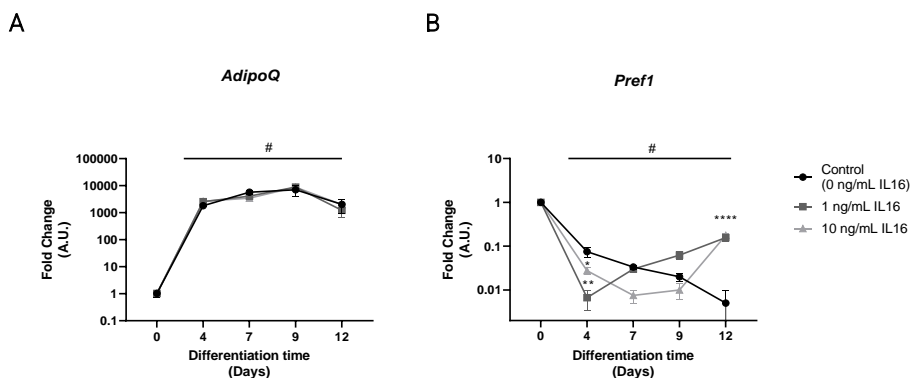 A
B
AdipoQ
Pref1
#
#
100000
10000
1000
100
10
1
0.1
Fold Change
(A.U.)
0
4
7
9
12
Differentiation time
(Days)
10
1
0.1
0.01
Fold Change
(A.U.)
*
**
****
0
4
7
9
12
Differentiation time
(Days)
Control
(0 ng/mL IL16)
1 ng/mL IL16
10 ng/mL IL16